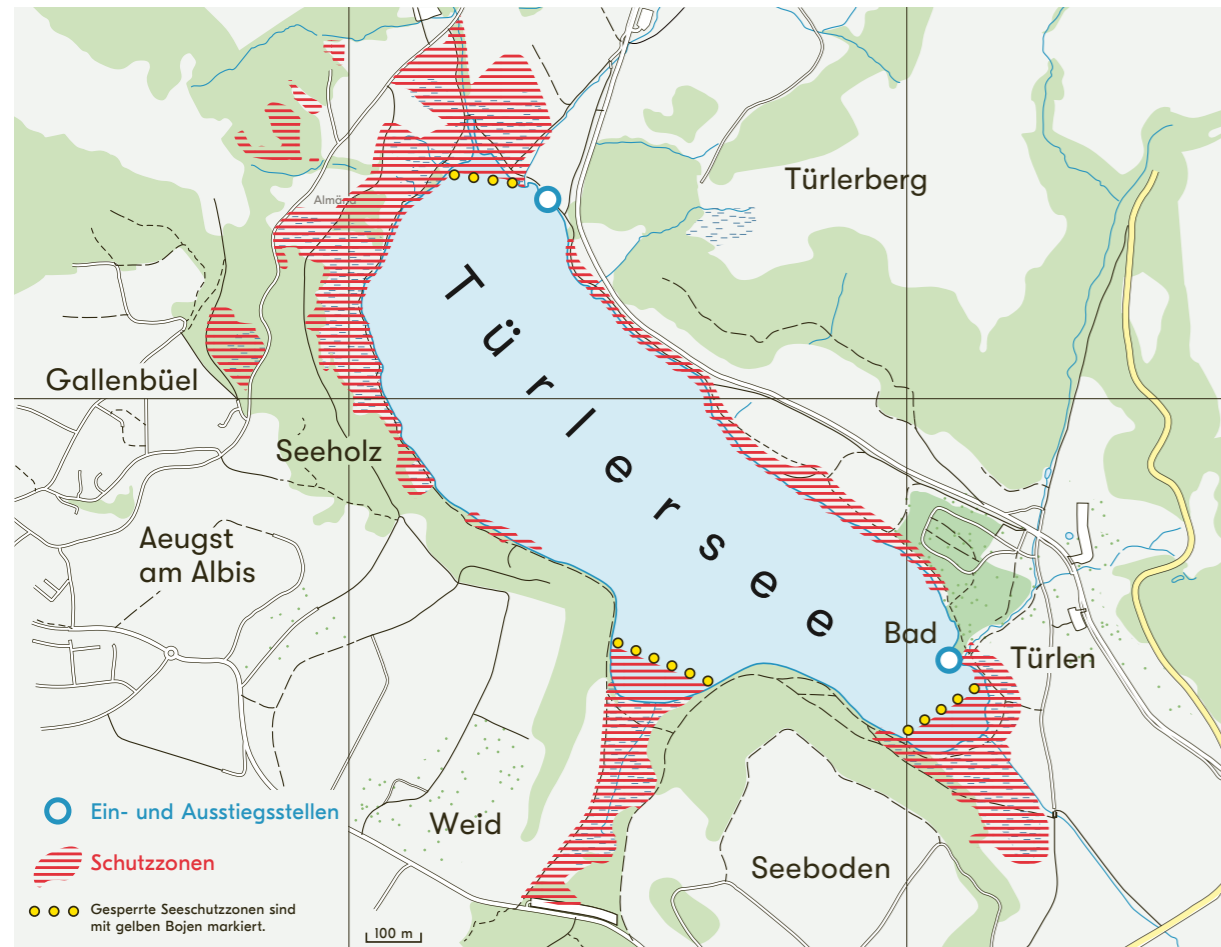 Türlerberg
Almänd
Türlersee
Gallenbüel
Seeholz
Aeugst
am Albis
Bad
Türlen
Ein- und Ausstiegsstellen
Weid
Schutzzonen
Seeboden
Gesperrte Seeschutzzonen sind
mit gelben Bojen markiert.
100 m